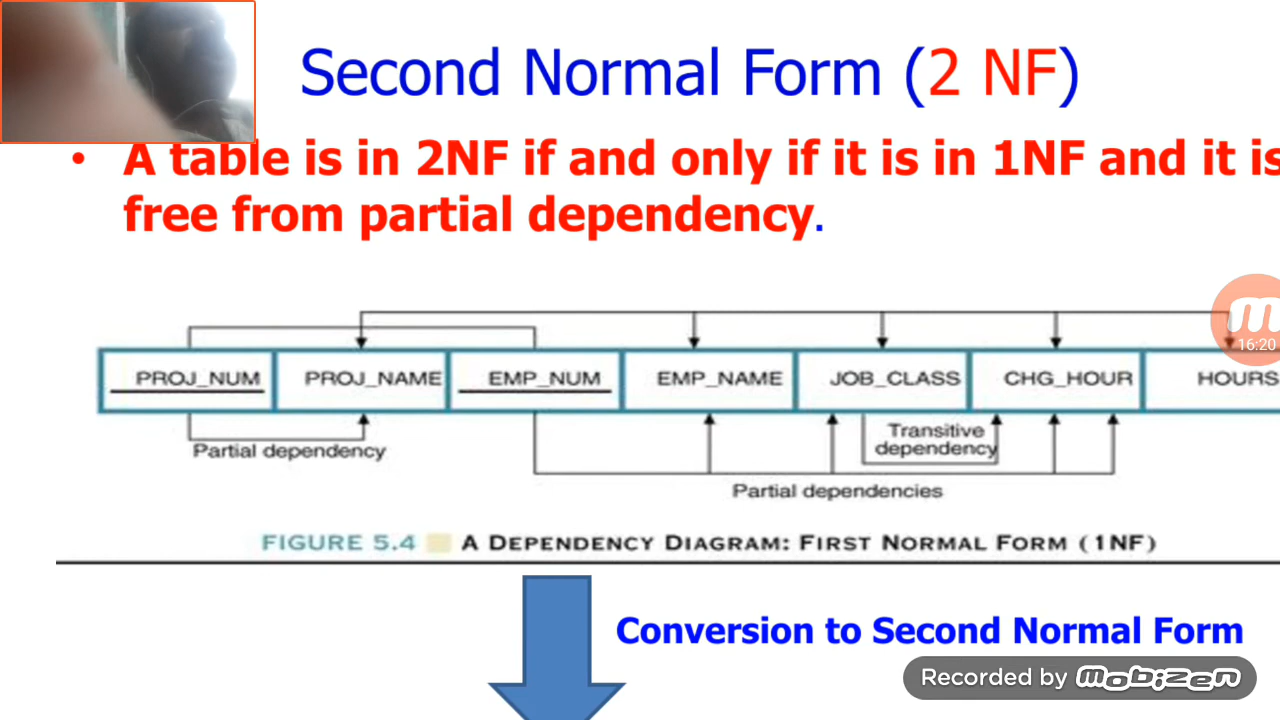 Second Normal Form (2 NF)
• A table is in 2NF if and only if it is in 1NF and it is
free from partial dependency.
16:20
PROJ_NUM PROJ_NAME EMP_NUM EMP_NAME JOB_CLASS CHG_HOUR HOURS
Partial dependency
Transitive
dependency
Partial dependencies
FIGURE 5.4 A DEPENDENCY DIAGRAM: FIRST NORMAL FORM (1NF)
Conversion to Second Normal Form
Recorded by mobizen